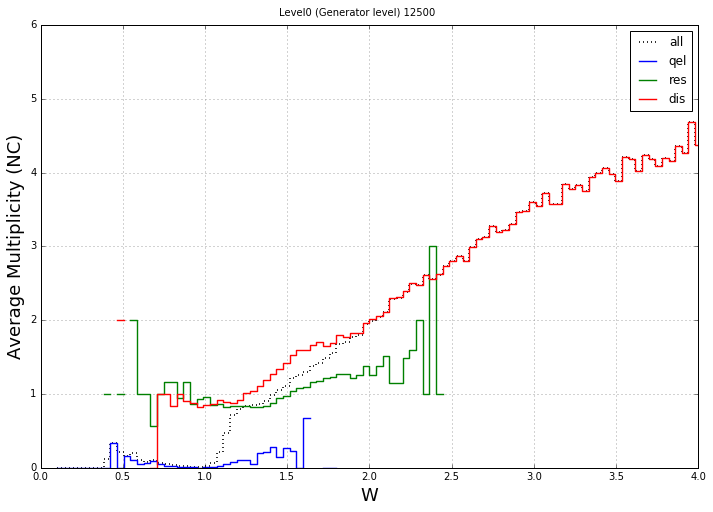 Level0 (Generator level) 12500
6
5
4
3
2
1
0
Average Multiplicity (NC)
all
qel
res
dis
0.0 0.5 1.0 1.5 2.0 2.5 3.0 3.5 4.0
W